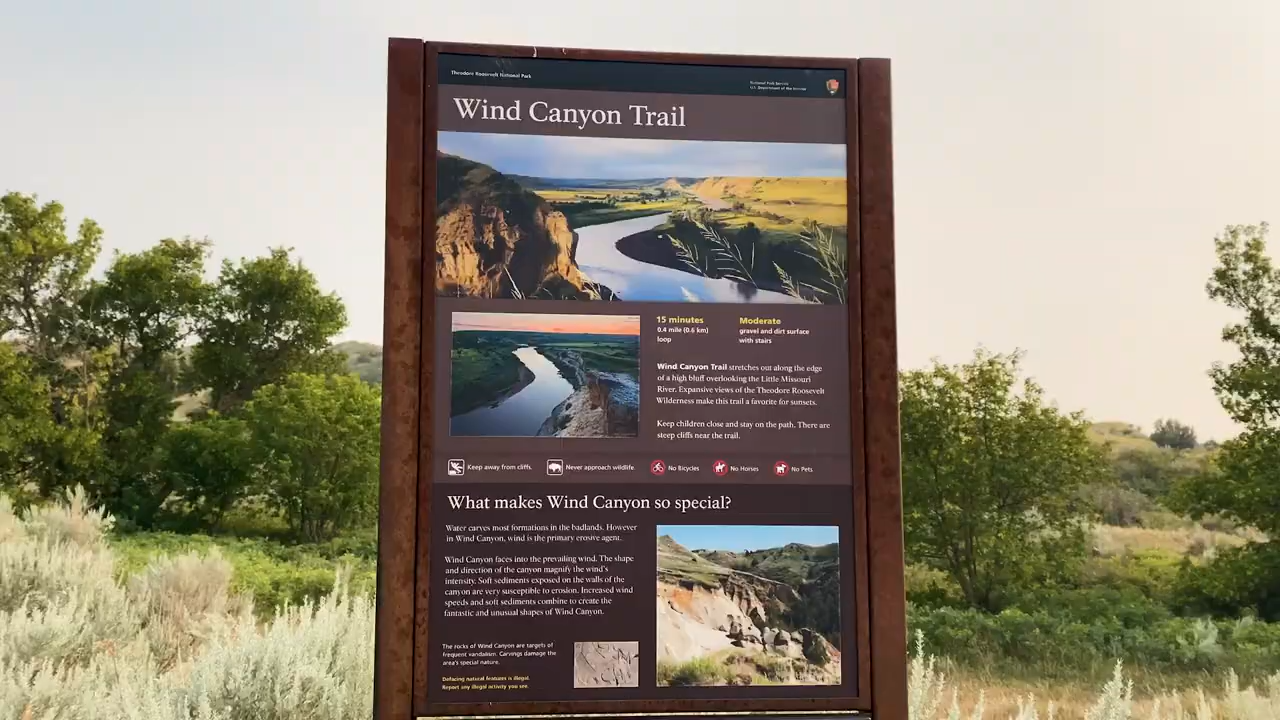 Theodore Roosevelt National Park
National Park Service
U.S. Department of the Interior
Wind Canyon Trail
15 minutes
0.4 mile (0.6 km)
loop
Moderate
gravel and dirt surface
with stairs
Wind Canyon Trail stretches out along the edge
of a high bluff overlooking the Little Missouri
River. Expansive views of the Theodore Roosevelt
Wilderness make this trail a favorite for sunsets.
Keep children close and stay on the path. There are
steep cliffs near the trail.
Keep away from cliffs.
Never approach wildlife.
No Bicycles
No Horses
No Pets
What makes Wind Canyon so special?
Water carves most formations in the badlands. However
in Wind Canyon, wind is the primary erosive agent.
Wind Canyon faces into the prevailing wind. The shape
and direction of the canyon magnify the wind's
intensity. Soft sediments exposed on the walls of the
canyon are very susceptible to erosion. Increased wind
speeds and soft sediments combine to create the
fantastic and unusual shapes of Wind Canyon.
The rocks of Wind Canyon are targets of
frequent vandalism. Carvings damage the
area's special nature.
Defacing natural features is illegal.
Report any illegal activity you see.